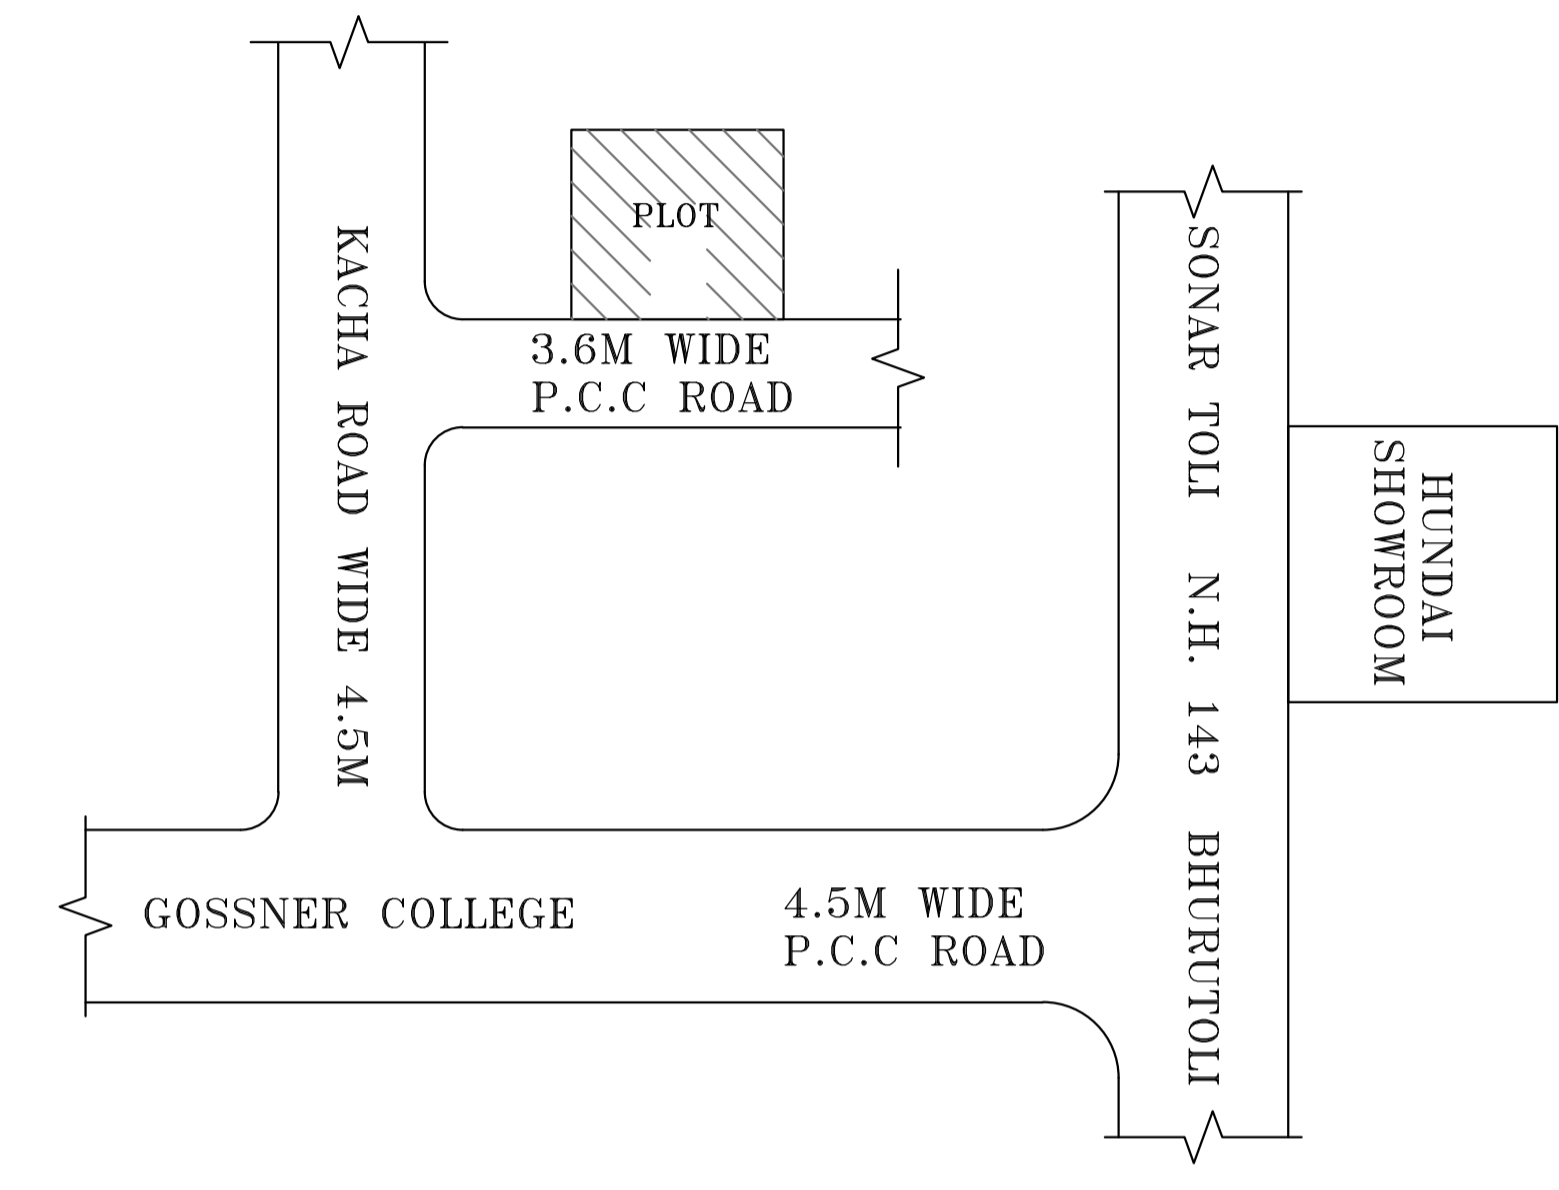 PLOT
3.6M WIDE
P.C.C ROAD
KACHA ROAD WIDE 4.5M
SONAR TOLI N.H. 143 BHURUTOLI
HUNDAI
SHOWROOM
GOSSNER COLLEGE
4.5M WIDE
P.C.C ROAD